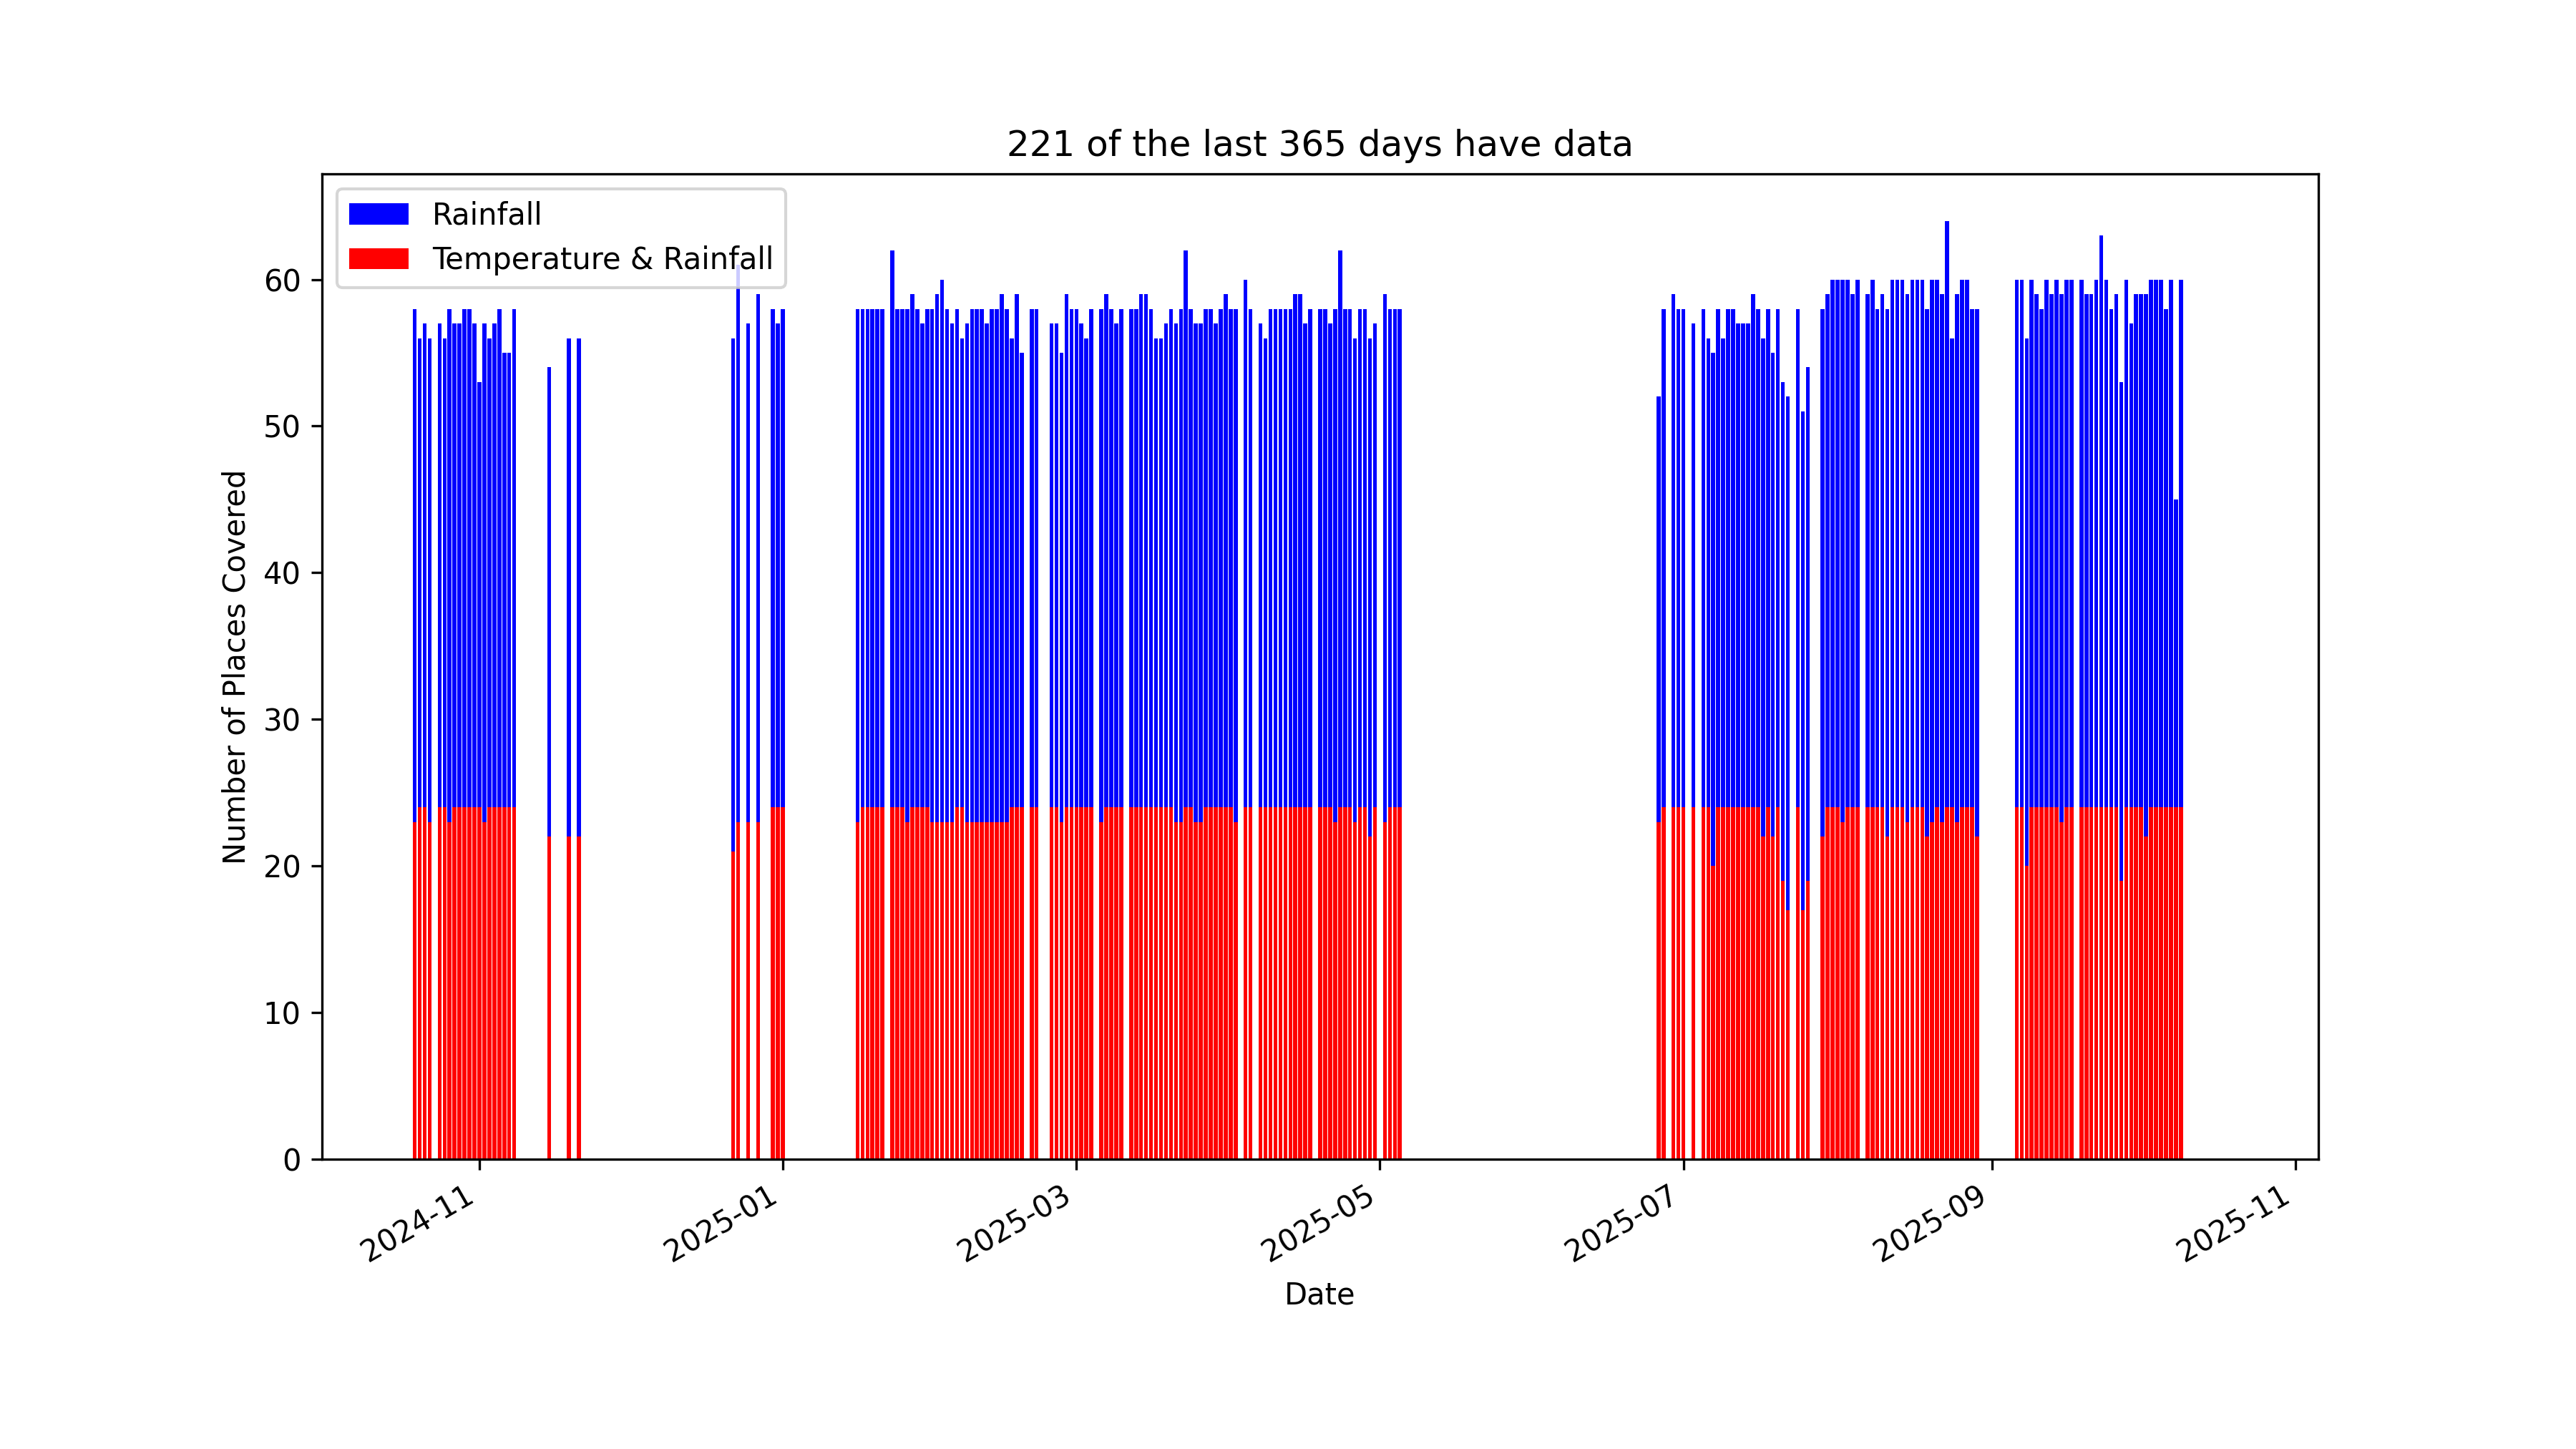 221 of the last 365 days have data
Rainfall
Temperature & Rainfall
60
50
40
30
20
10
0
Number of Places Covered
2024-11
2025-01
2025-03
2025-05
2025-07
2025-09
2025-11
Date